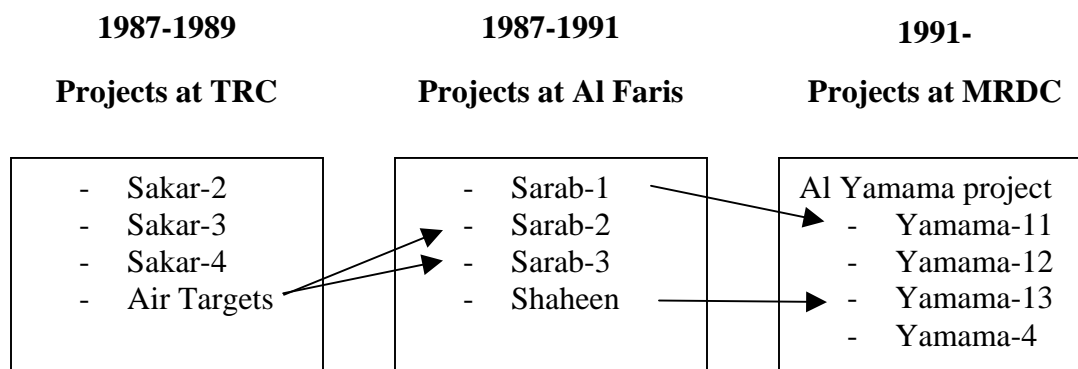 1987-1989
Projects at TRC
- Sakar-2
- Sakar-3
- Sakar-4
- Air Targets
1987-1991
Projects at Al Faris
- Sarab-1
- Sarab-2
- Sarab-3
- Shaheen
1991-
Projects at MRDC
Al Yamama project
- Yamama-11
- Yamama-12
- Yamama-13
- Yamama-4